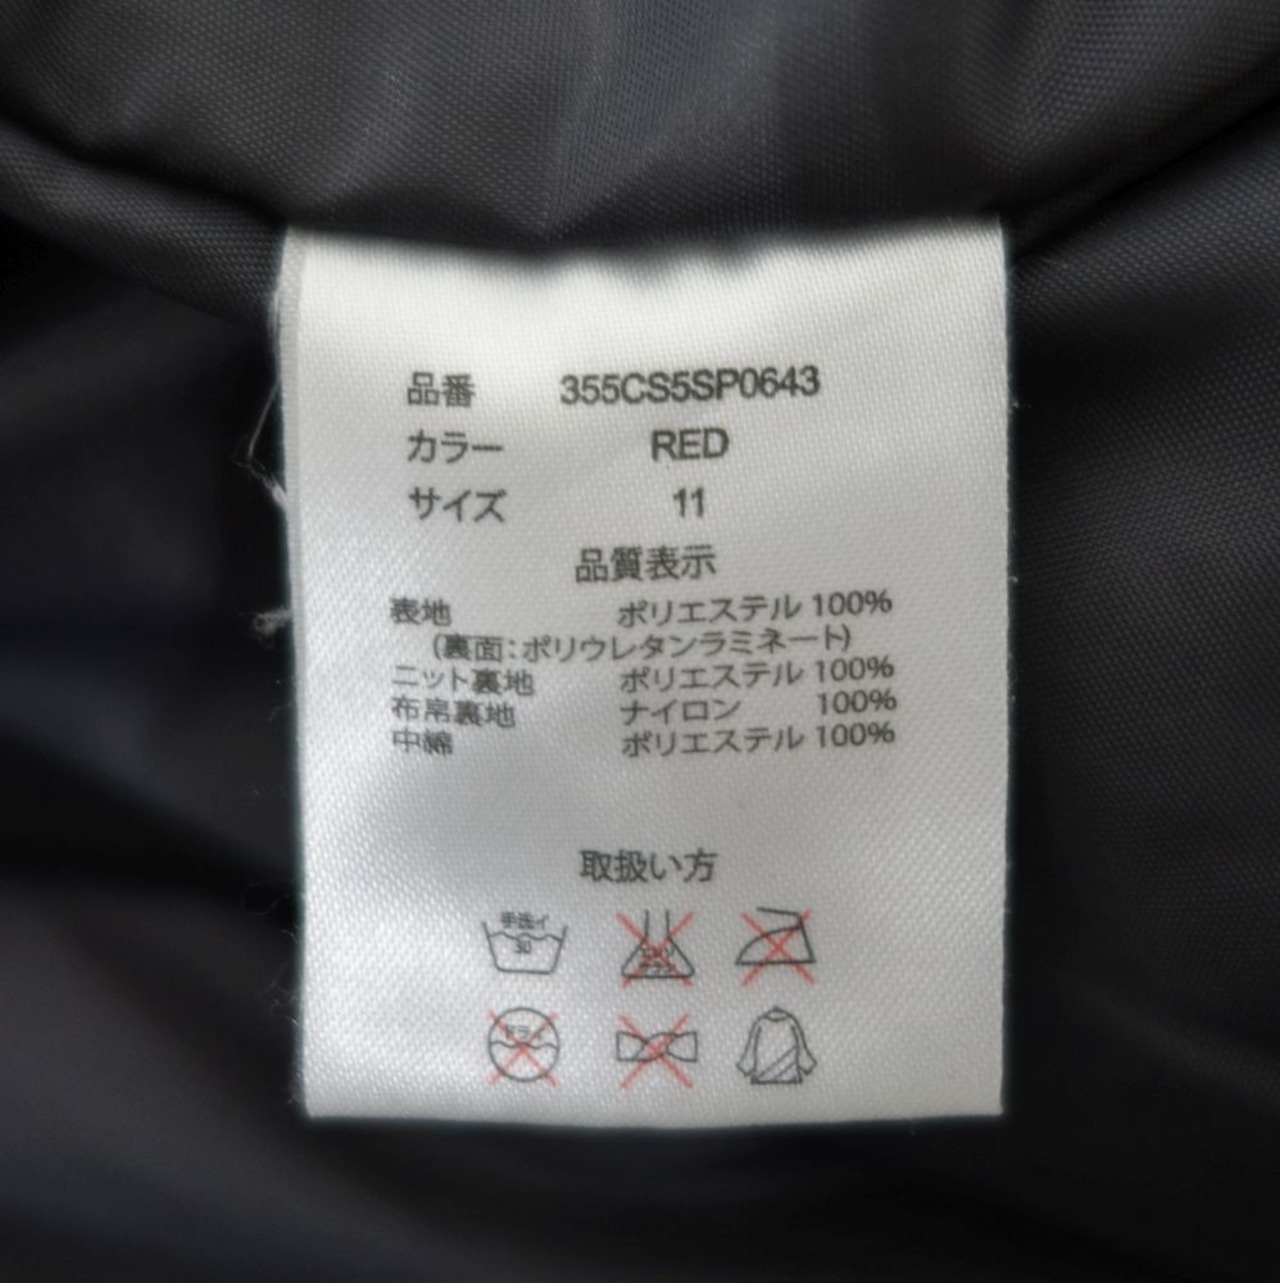 品番 355CS5SP0643
カラー RED
サイズ 11
品質表示
表地 ポリエステル 100%
(裏面：ポリウレタンラミネート)
ニット裏地 ポリエステル 100%
布帛裏地 ナイロン 100%
中綿 ポリエステル 100%
取扱い方
手洗イ
30